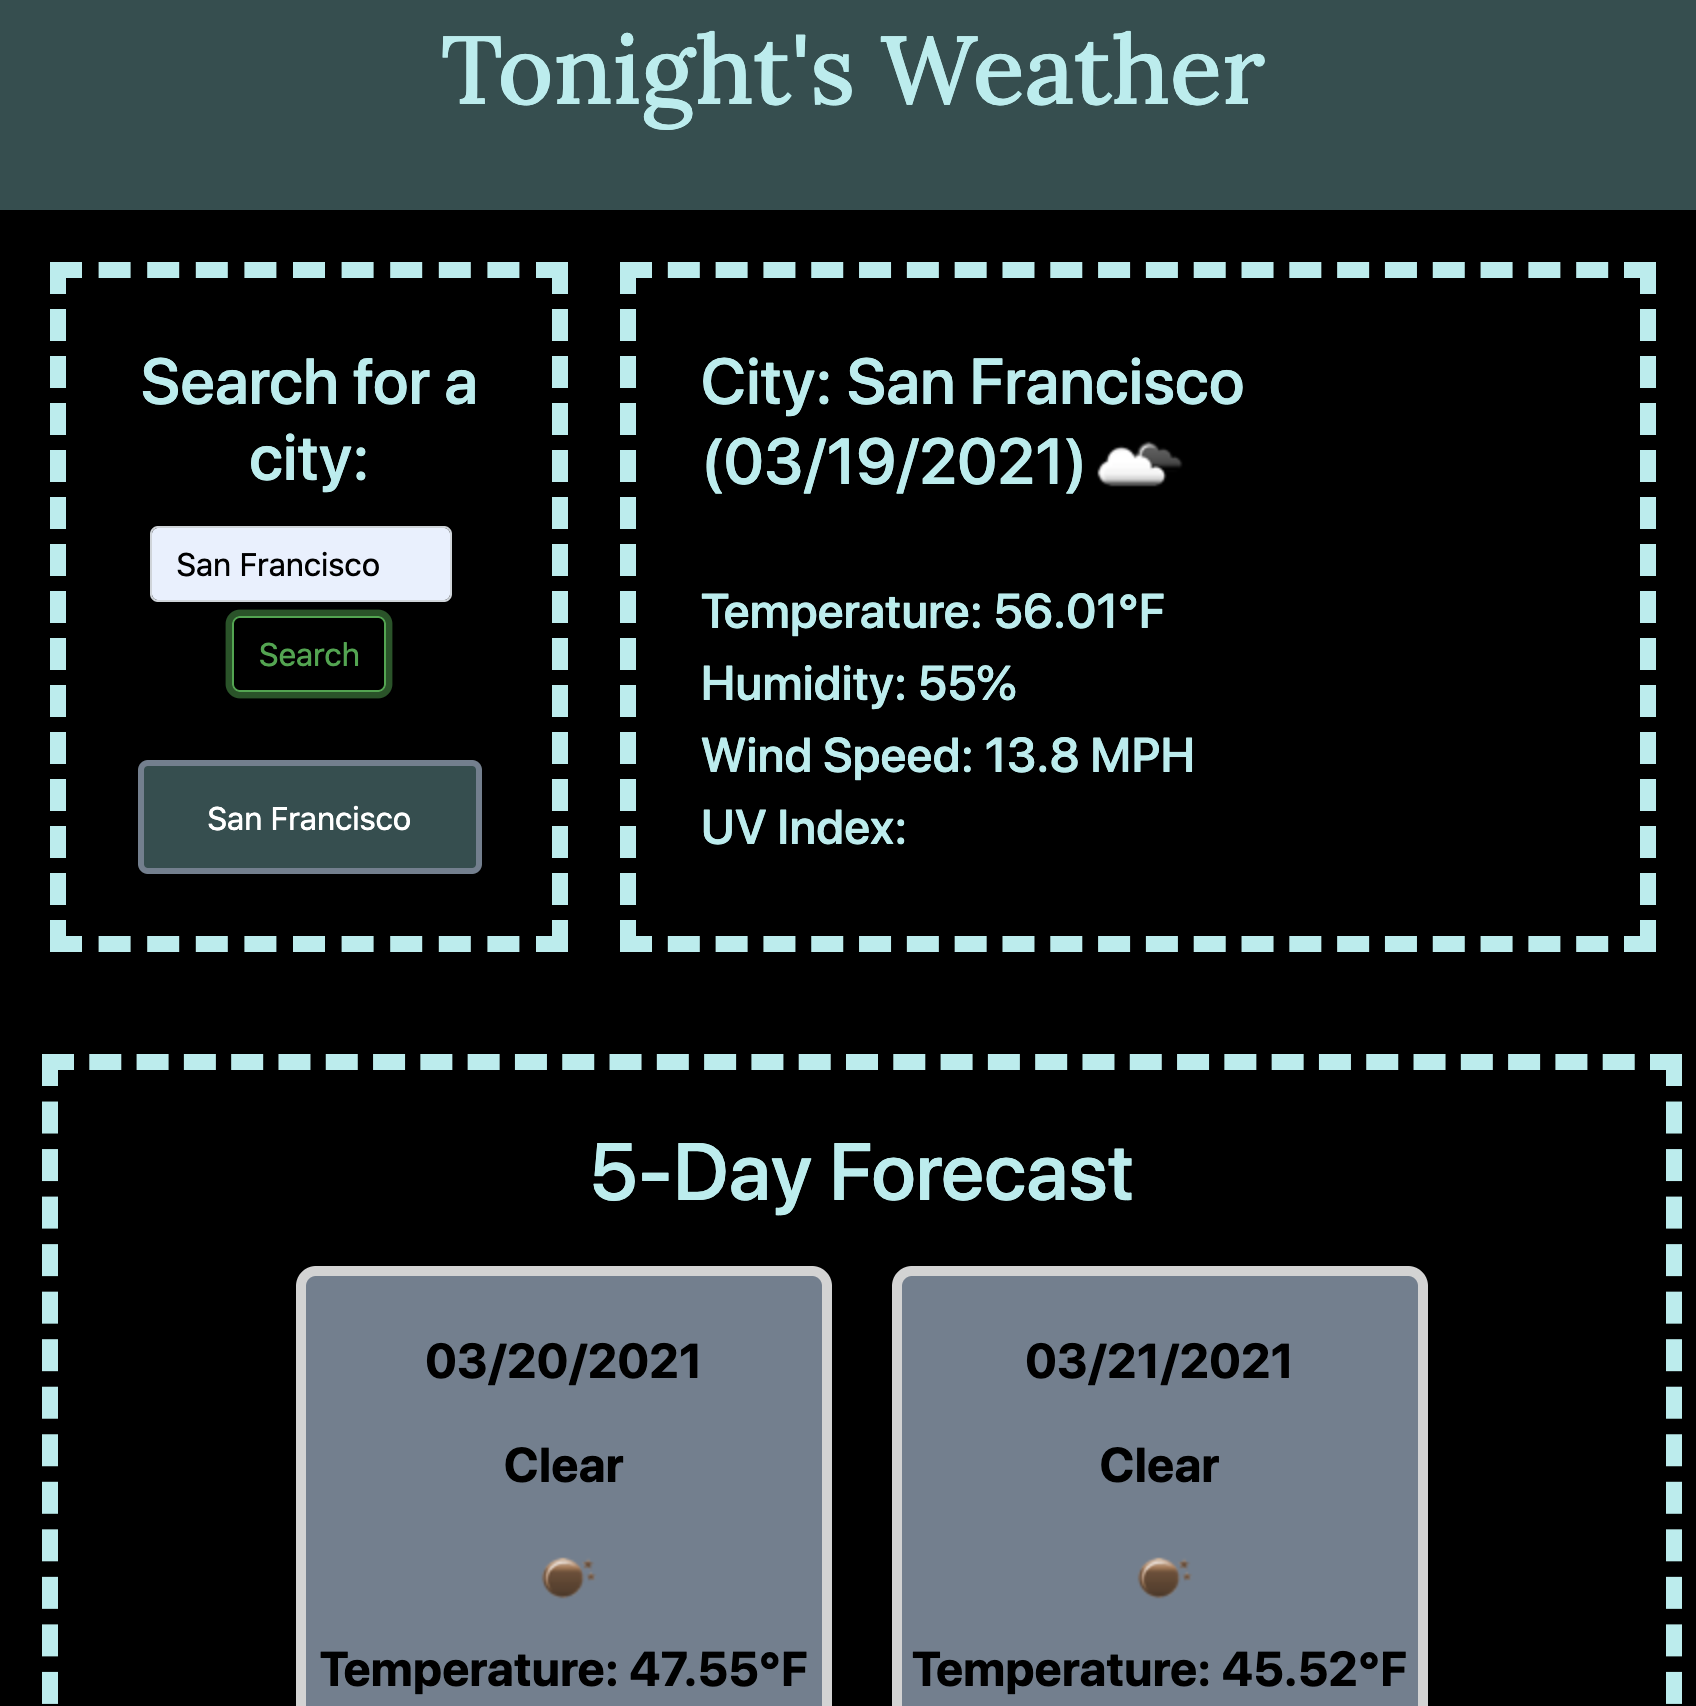 Tonight's Weather
Search for a
city:
San Francisco
Search
San Francisco
City: San Francisco
(03/19/2021)
Temperature: 56.01°F
Humidity: 55%
Wind Speed: 13.8 MPH
UV Index:
5-Day Forecast
03/20/2021
Clear
Temperature: 47.55°F
03/21/2021
Clear
Temperature: 45.52°F